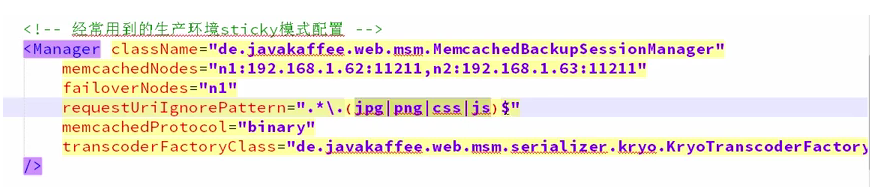 <!-- 经常用到的生产环境sticky模式配置 -->
<Manager className="de.javakaffee.web.msm.MemcachedBackupSessionManager"
memcachedNodes="n1:192.168.1.62:11211,n2:192.168.1.63:11211"
failoverNodes="n1"
requestUriIgnorePattern=".*\.(jpg|png|css|js)$"
memcachedProtocol="binary"
transcoderFactoryClass="de.javakaffee.web.msm.serializer.kryo.KryoTranscoderFactory
/>